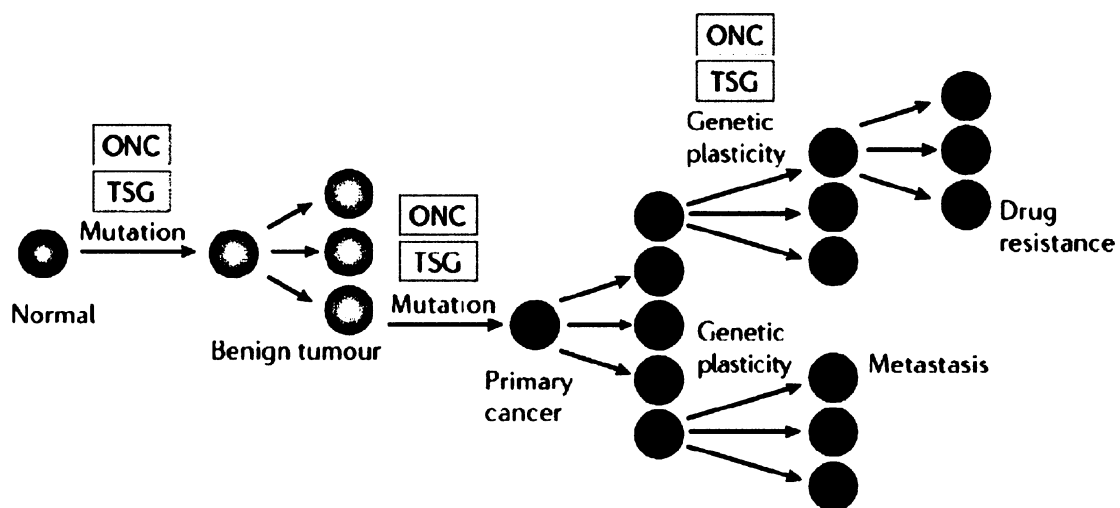 ONC
TSG
Mutation
Normal
Benign tumour
ONC
TSG
Mutation
Primary
cancer
ONC
TSG
Genetic
plasticity
Drug
resistance
Genetic
plasticity
Metastasis